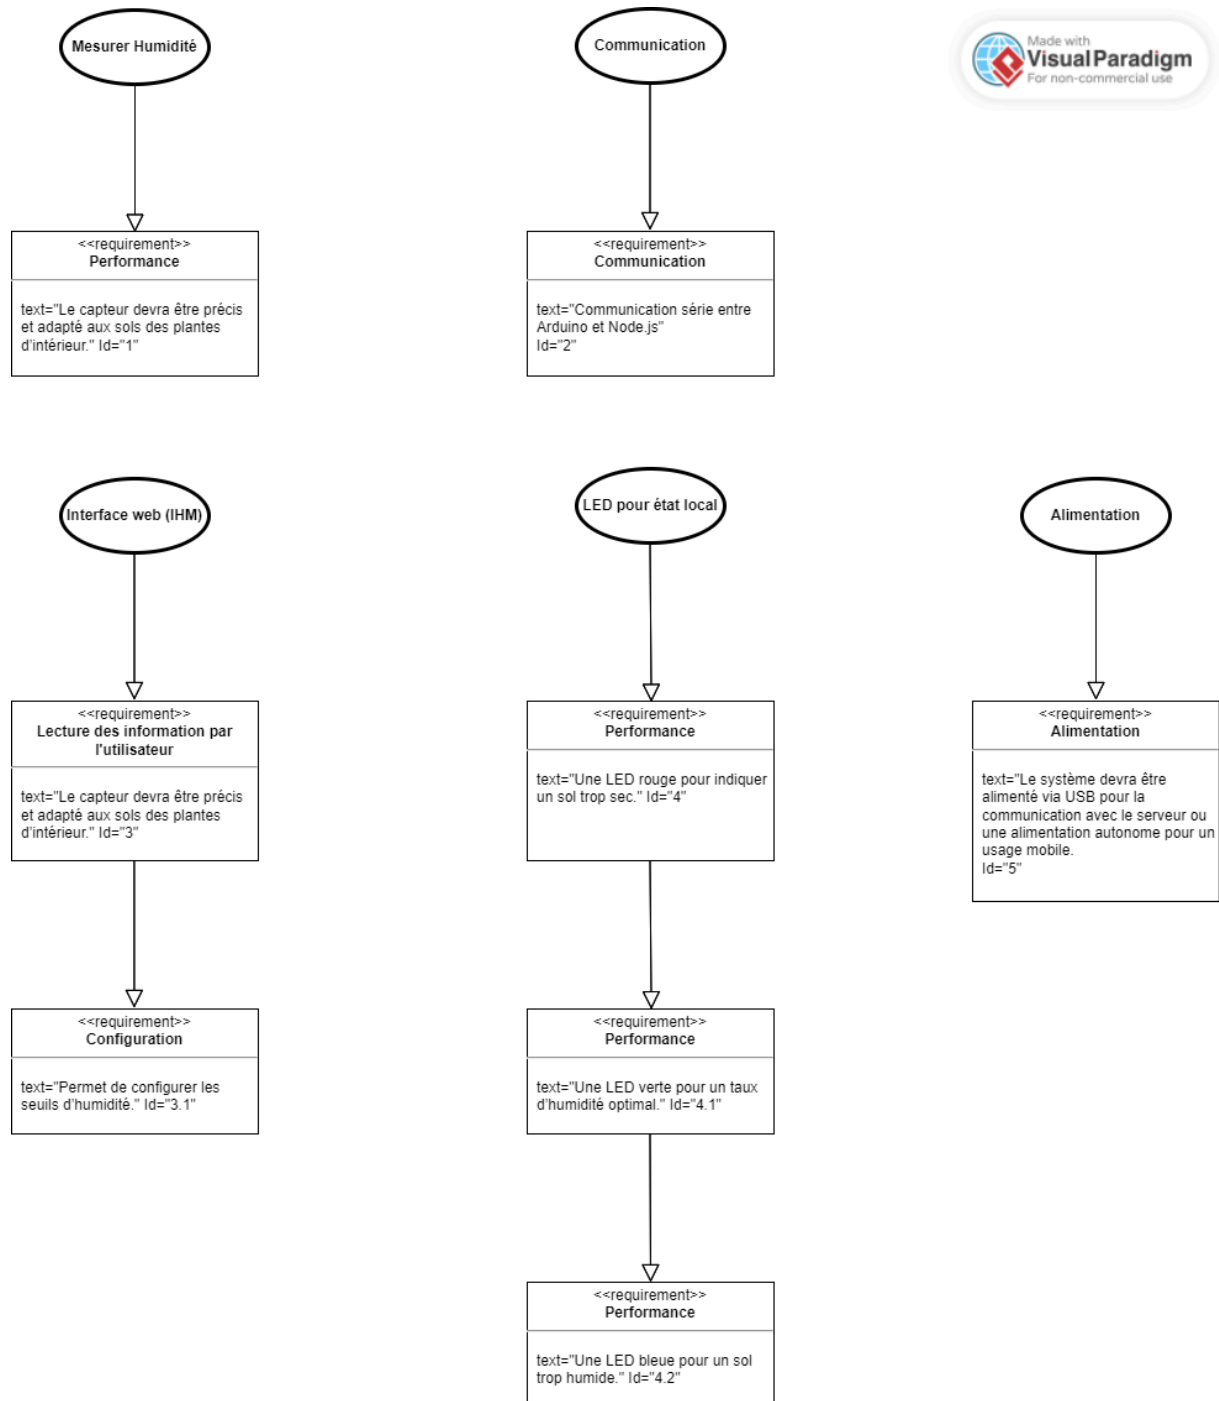 Mesurer Humidité
Communication
Made with
Visual Paradigm
For non-commercial use
<<requirement>>
Performance
text="Le capteur devra être précis
et adapté aux sols des plantes
d'intérieur." Id="1"
<<requirement>>
Communication
text="Communication série entre
Arduino et Node.js"
Id="2"
Interface web (IHM)
LED pour état local
Alimentation
<<requirement>>
Lecture des information par
l'utilisateur
text="Le capteur devra être précis
et adapté aux sols des plantes
d'intérieur." Id="3"
<<requirement>>
Performance
text="Une LED rouge pour indiquer
un sol trop sec." Id="4"
<<requirement>>
Alimentation
text="Le système devra être
alimenté via USB pour la
communication avec le serveur ou
une alimentation autonome pour un
usage mobile.
Id="5"
<<requirement>>
Configuration
text="Permet de configurer les
seuils d'humidité." Id="3.1"
<<requirement>>
Performance
text="Une LED verte pour un taux
d'humidité optimal." Id="4.1"
<<requirement>>
Performance
text="Une LED bleue pour un sol
trop humide." Id="4.2"